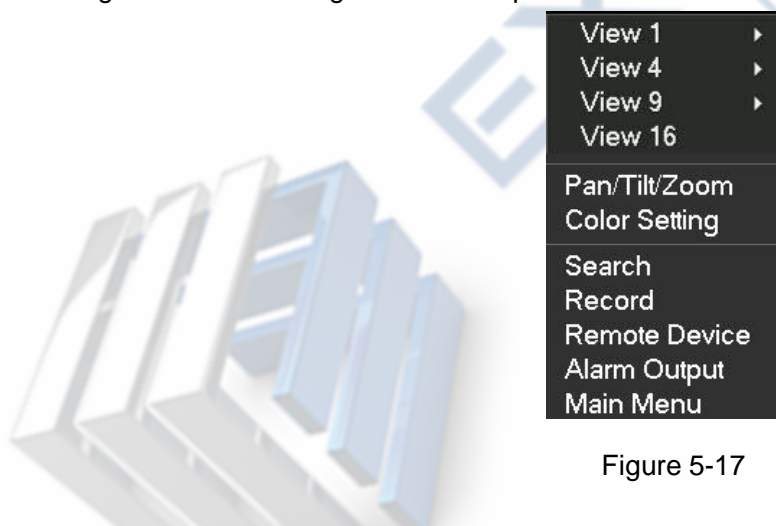 View 1
View 4
View 9
View 16
Pan/Tilt/Zoom
Color Setting
Search
Record
Remote Device
Alarm Output
Main Menu
Figure 5-17